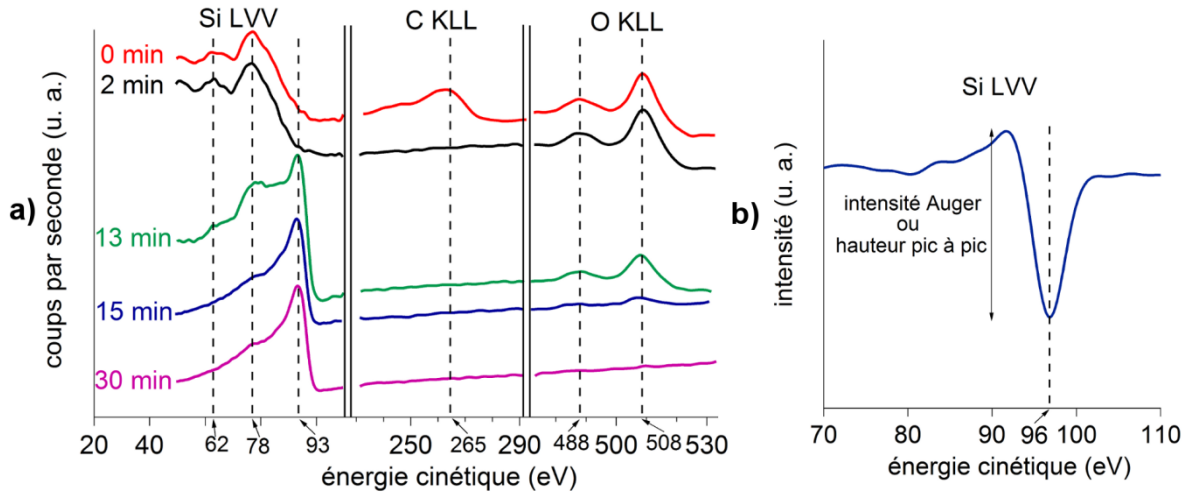 Si LVV
C KLL
O KLL
0 min
2 min
13 min
15 min
30 min
a)
coups par seconde (u. a.)
20 40 62 78 93 250 265 290 488 500 508 530
énergie cinétique (eV)
b)
intensité (u. a.)
Si LVV
intensité Auger
ou
hauteur pic à pic
70 80 90 96 100 110
énergie cinétique (eV)